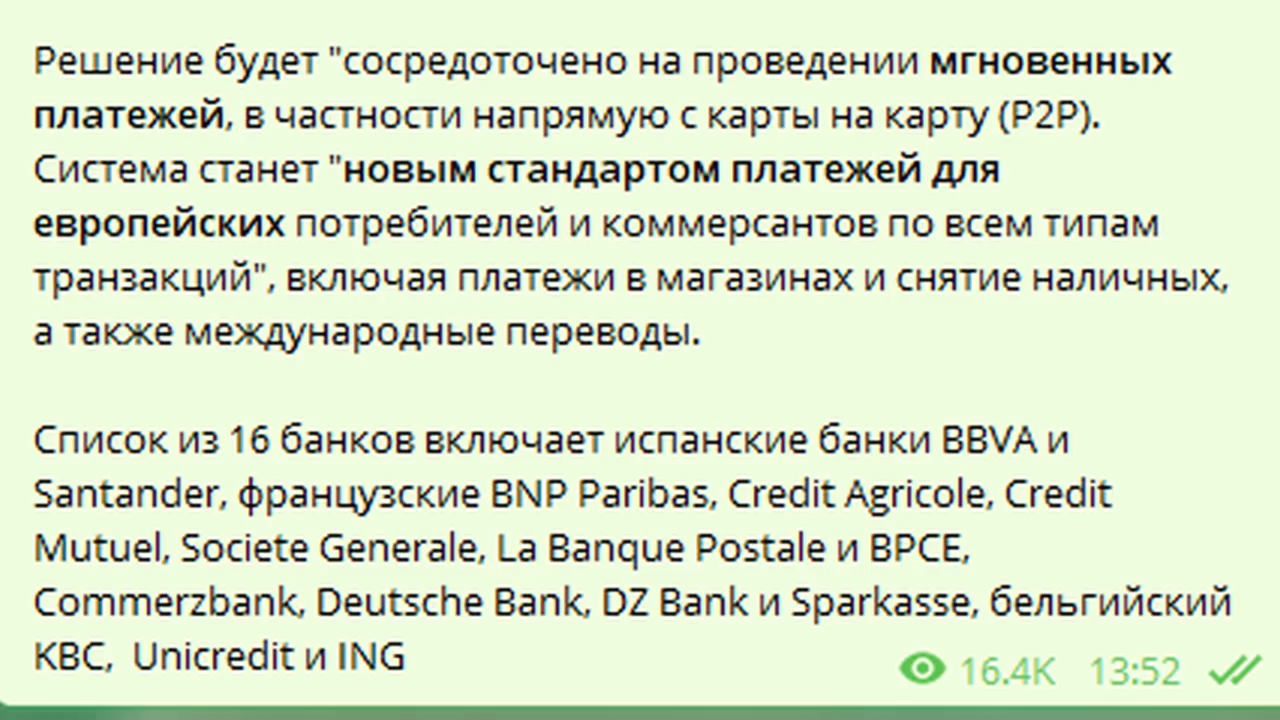 Решение будет "сосредоточено на проведении мгновенных
платежей, в частности напрямую с карты на карту (P2P).
Система станет "новым стандартом платежей для
европейских потребителей и коммерсантов по всем типам
транзакций", включая платежи в магазинах и снятие наличных,
а также международные переводы.
Список из 16 банков включает испанские банки BBVA и
Santander, французские BNP Paribas, Credit Agricole, Credit
Mutuel, Societe Generale, La Banque Postale и BPCE,
Commerzbank, Deutsche Bank, DZ Bank и Sparkasse, бельгийский
KBC,  Unicredit и ING
16.4K 13:52